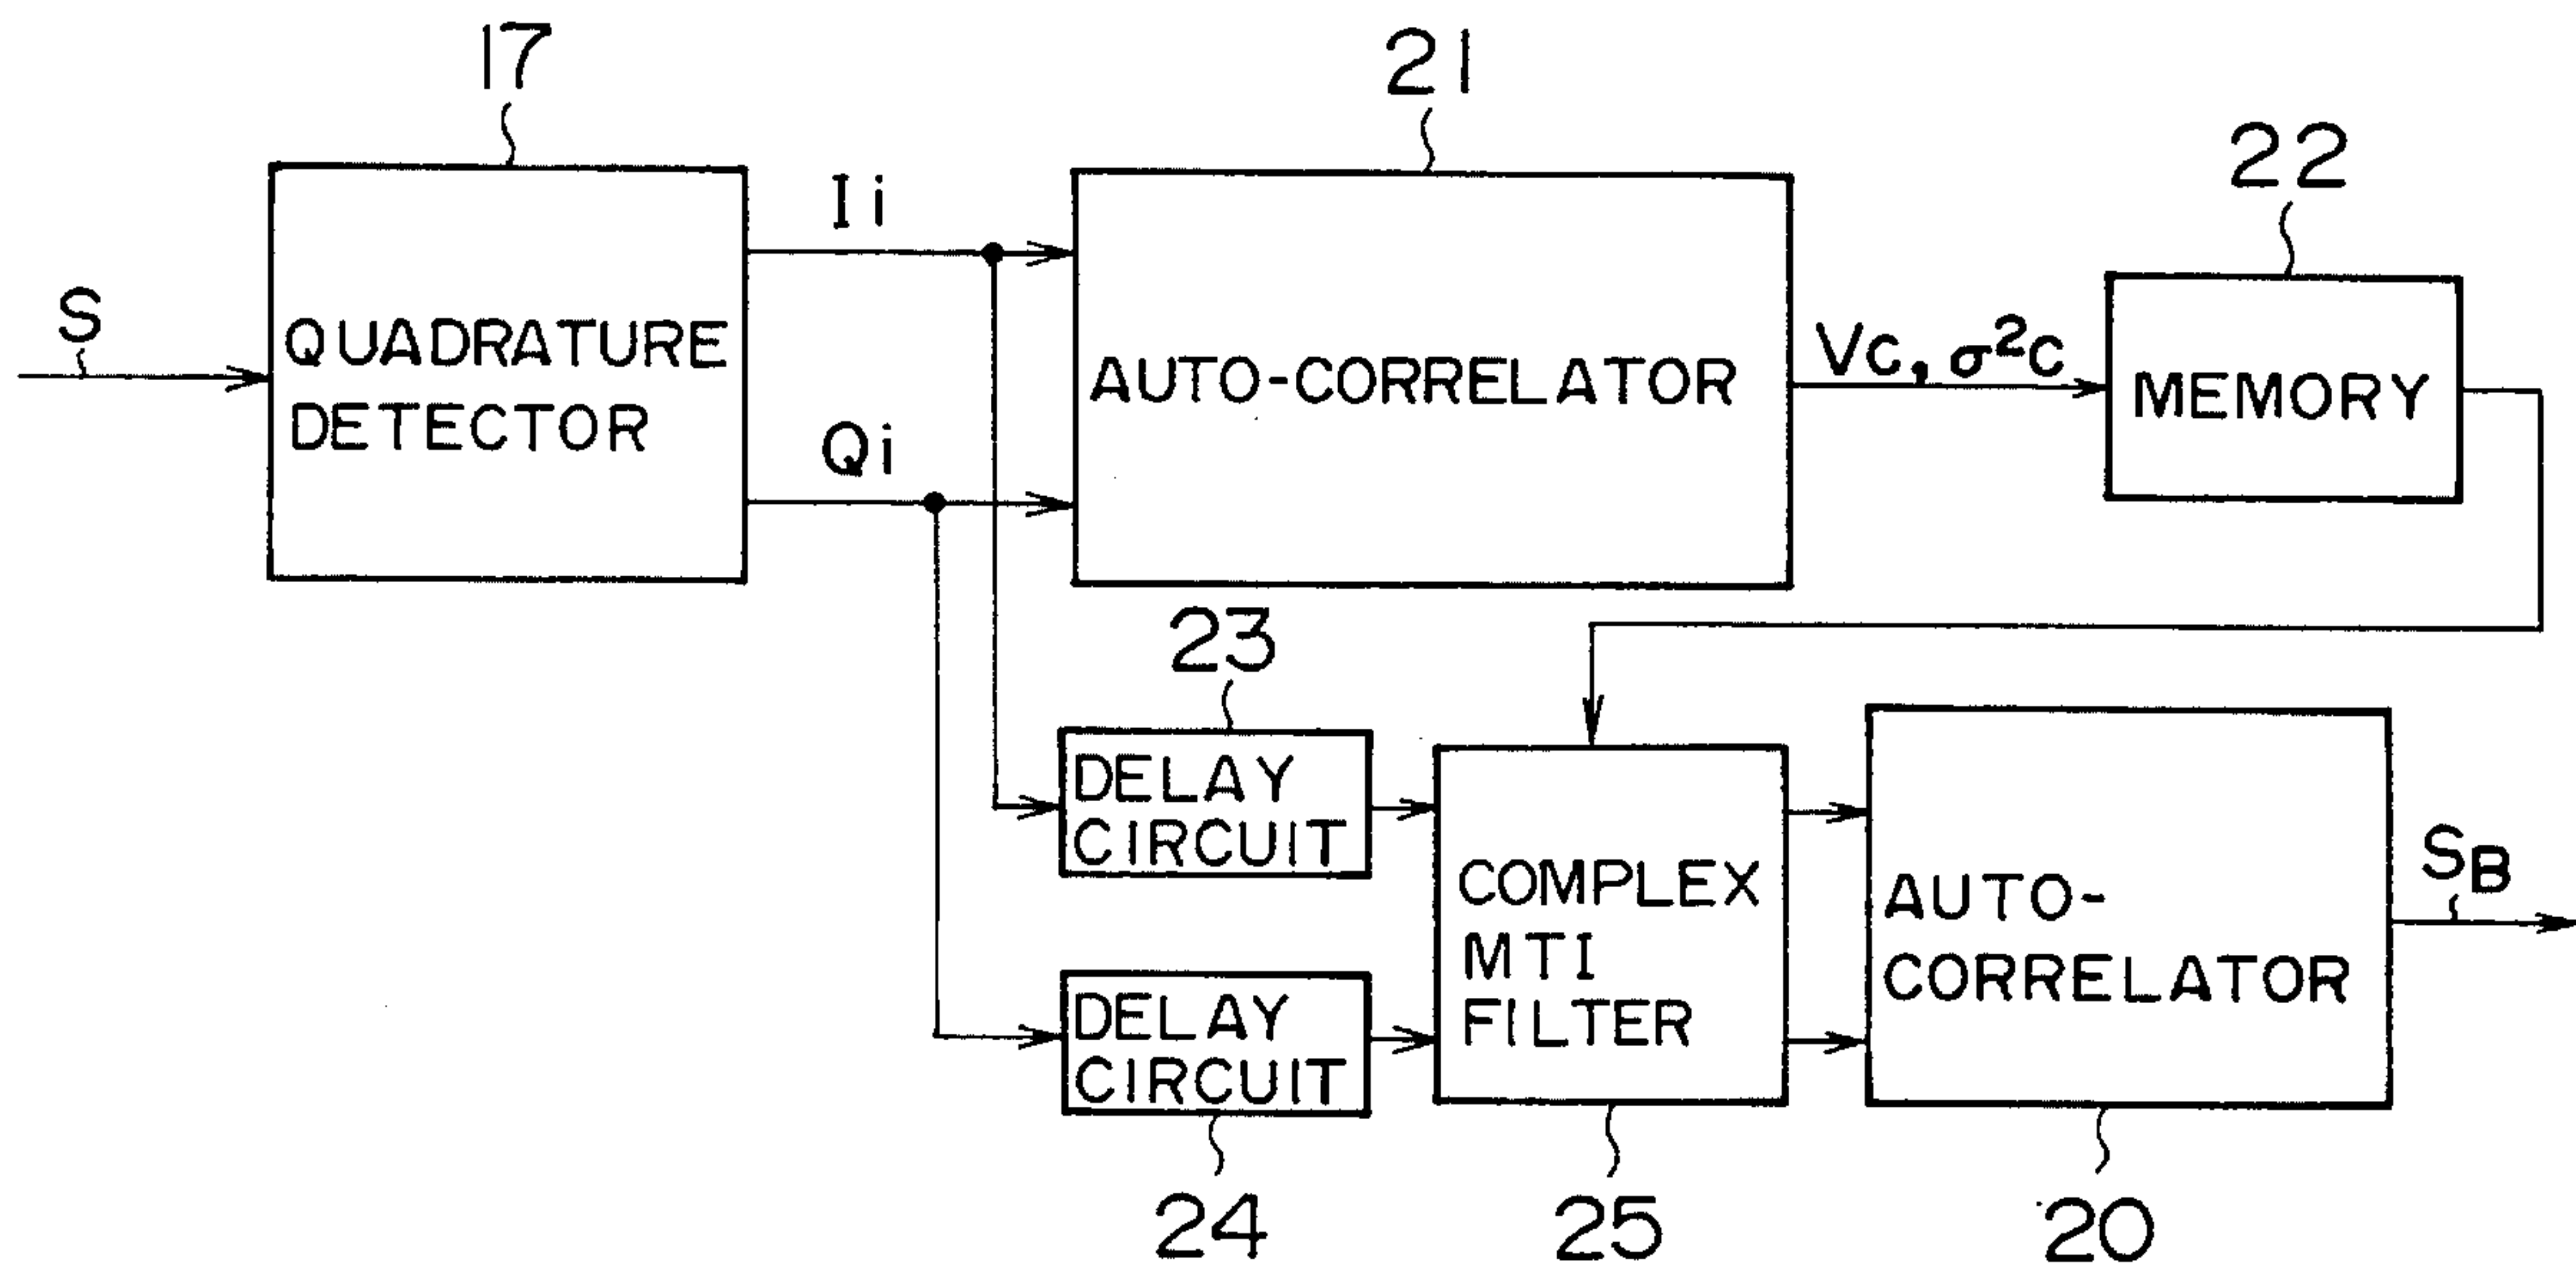 17
21
22
Ii
S
QUADRATURE
DETECTOR
AUTO-CORRELATOR
Vc, σ²c
MEMORY
Qi
23
DELAY
CIRCUIT
COMPLEX
MTI
FILTER
AUTO-
CORRELATOR
SB
DELAY
CIRCUIT
24
25
20